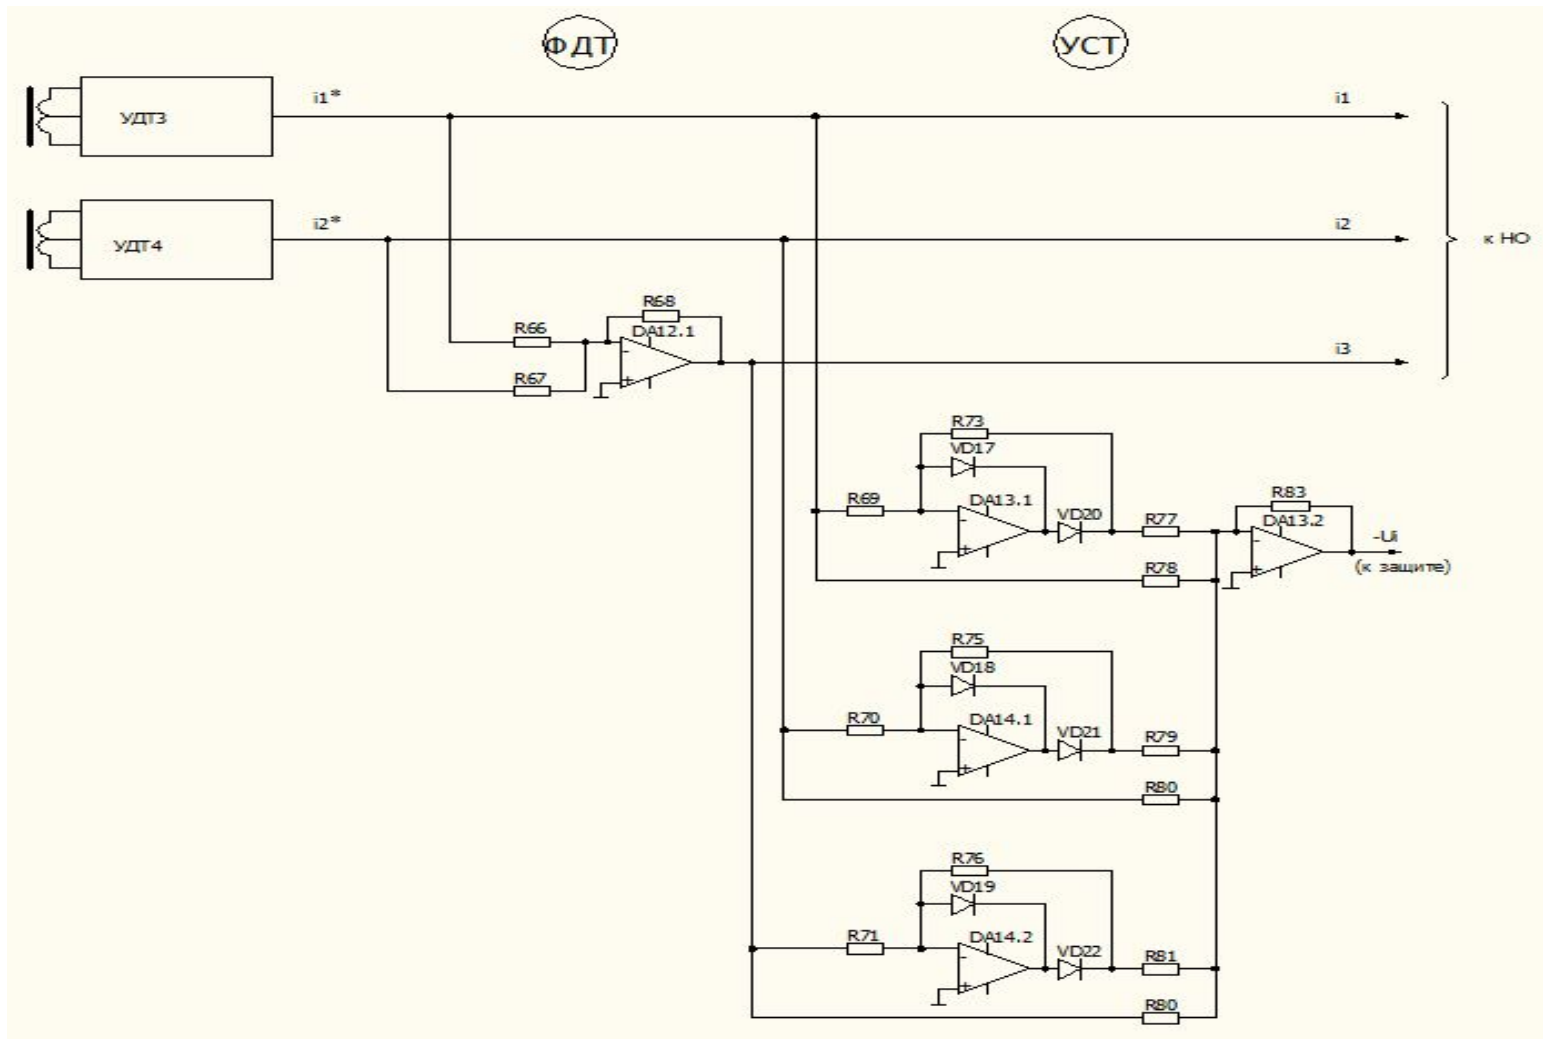 ФДТ
УСТ
i1*
i1
УДТ3
i2*
i2
к НО
УДТ4
R68
R66
DA12.1
i3
-
R67
+
R73
VD17
R69
DA13.1
VD20
R77
R83
DA13.2
-
-
-Ui
+
(к защите)
R78
+
R75
VD18
R70
DA14.1
VD21
R79
-
+
R80
R76
VD19
R71
DA14.2
VD22
R81
-
+
R80